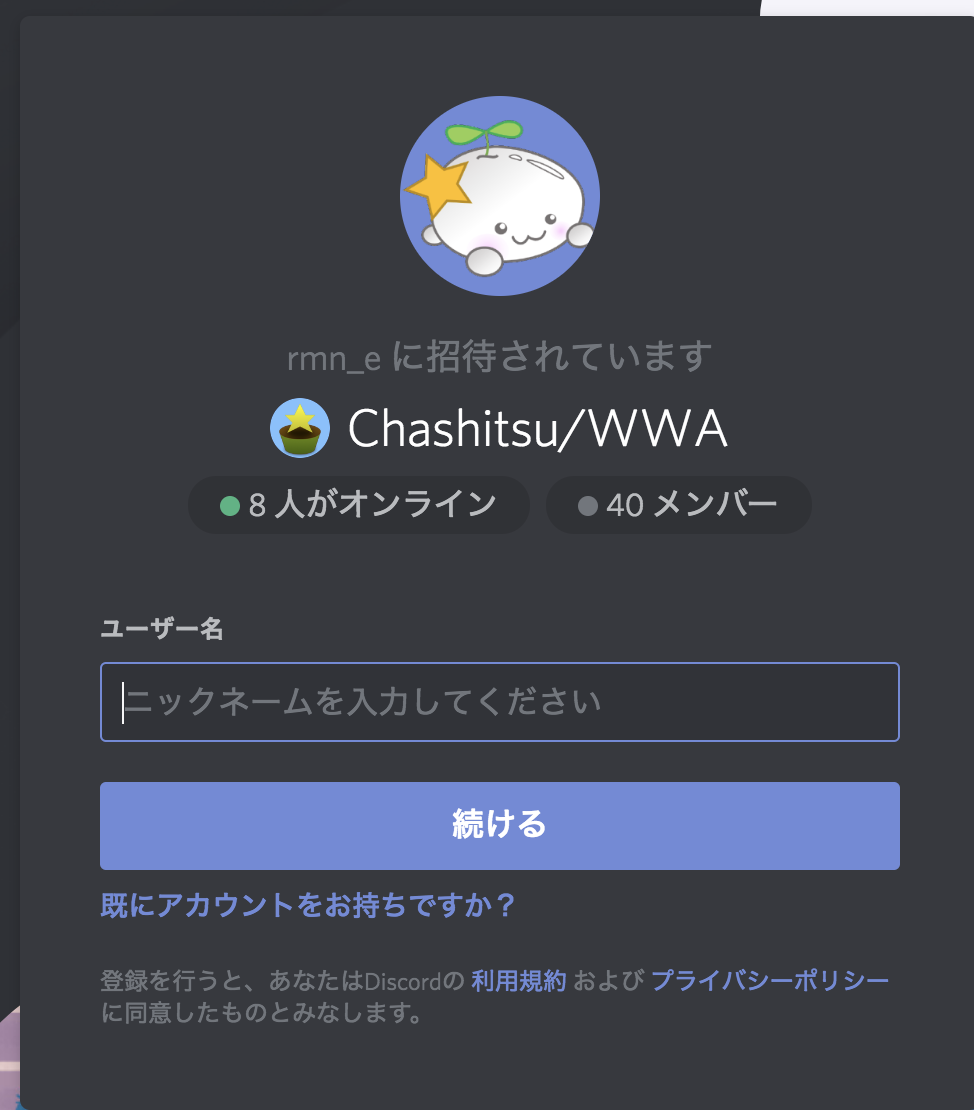 rmn_e に招待されています
Chashitsu/WWA
8 人がオンライン 40 メンバー
ユーザー名
ニックネームを入力してください
続ける
既にアカウントをお持ちですか？
登録を行うと、あなたはDiscordの 利用規約 および プライバシーポリシー
に同意したものとみなします。